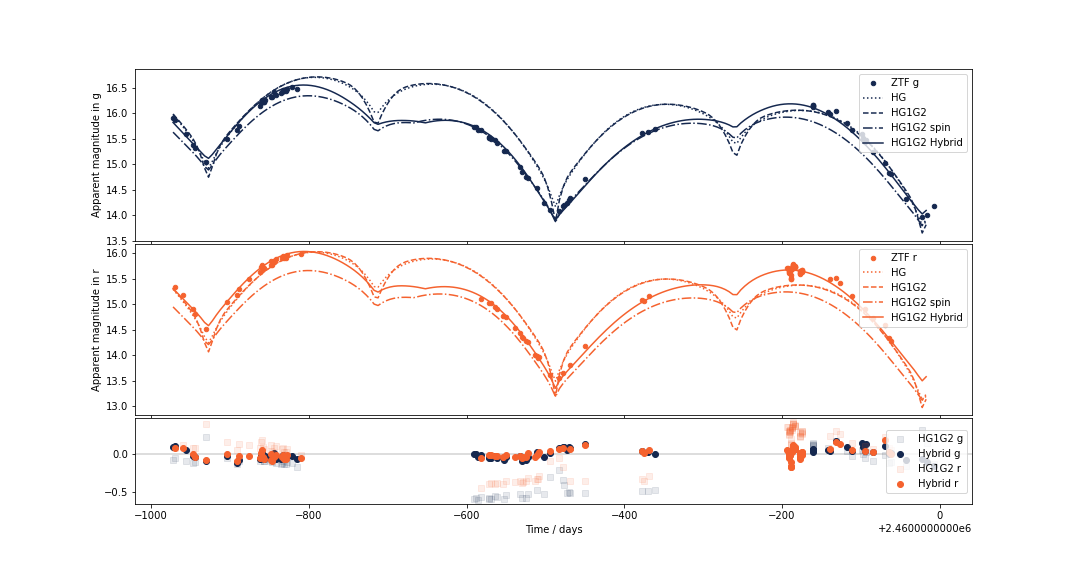 Apparent magnitude in g
16.5
16.0
15.5
15.0
14.5
14.0
13.5
ZTF g
HG
HG1G2
HG1G2 spin
HG1G2 Hybrid
Apparent magnitude in r
16.0
15.5
15.0
14.5
14.0
13.5
13.0
ZTF r
HG
HG1G2
HG1G2 spin
HG1G2 Hybrid
0.0
−0.5
HG1G2 g
Hybrid g
HG1G2 r
Hybrid r
−1000
−800
−600
−400
−200
0
Time / days
+2.4600000000e6